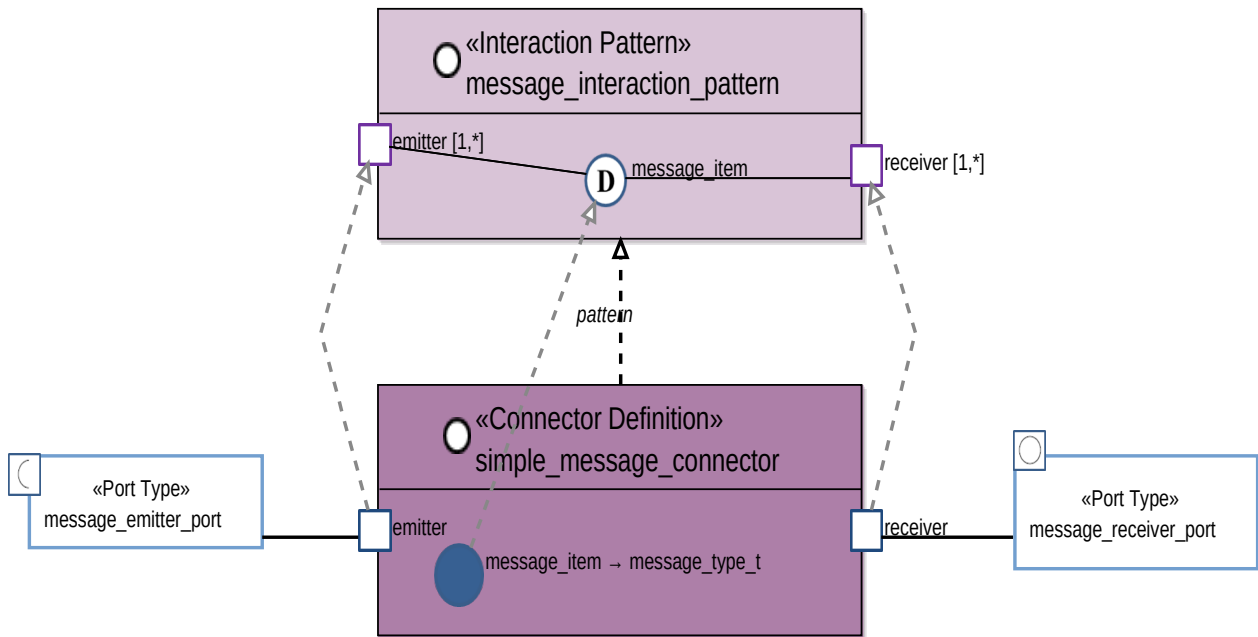 «Interaction Pattern»
message_interaction_pattern
emitter [1,*]
D
message_item
receiver [1,*]
pattern
«Connector Definition»
simple_message_connector
«Port Type»
message_emitter_port
emitter
message_item → message_type_t
receiver
«Port Type»
message_receiver_port